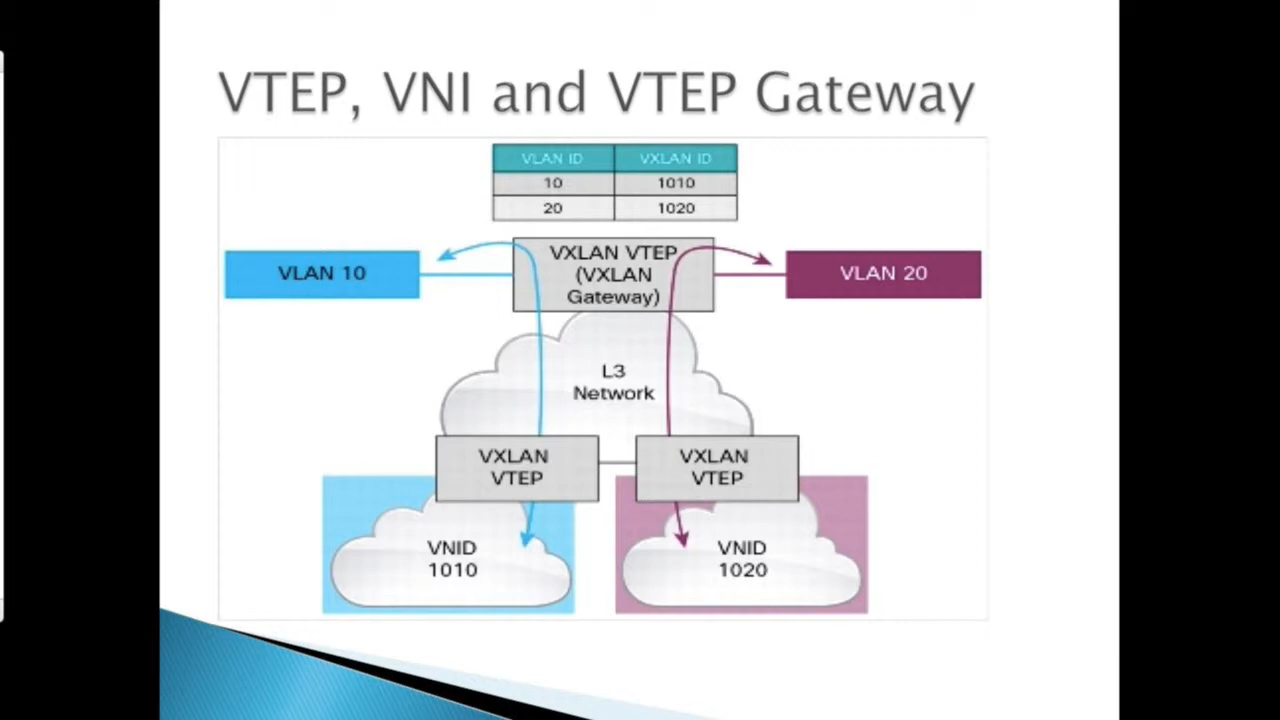 VTEP, VNI and VTEP Gateway
VLAN ID VXLAN ID
10 1010
20 1020
VLAN 10
VXLAN VTEP
(VXLAN
Gateway)
VLAN 20
L3
Network
VXLAN
VTEP
VXLAN
VTEP
VNID
1010
VNID
1020